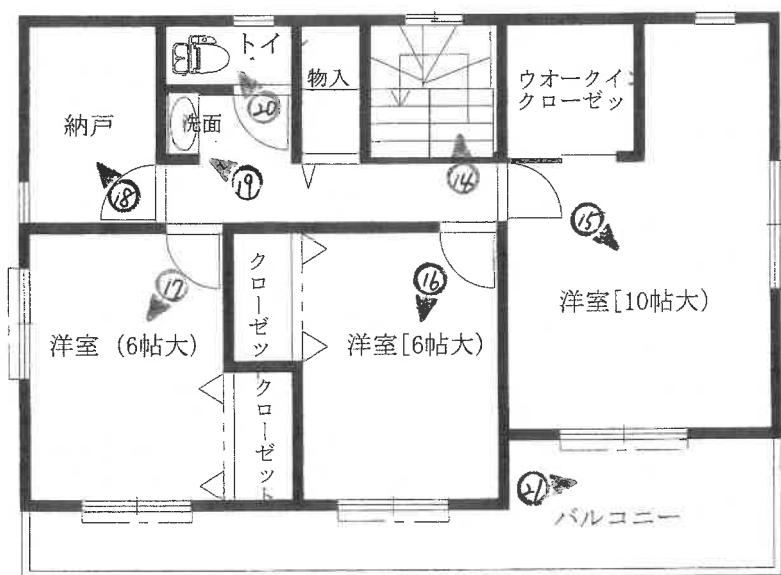 トイ
物入
ウオークイン
クローゼッ
納戸
洗面
⑳
⑱
⑲
⑭
⑮
⑰
クローゼッ
⑯
洋室[10帖大)
洋室 (6帖大)
洋室[6帖大)
クローゼット
㉑
バルコニー